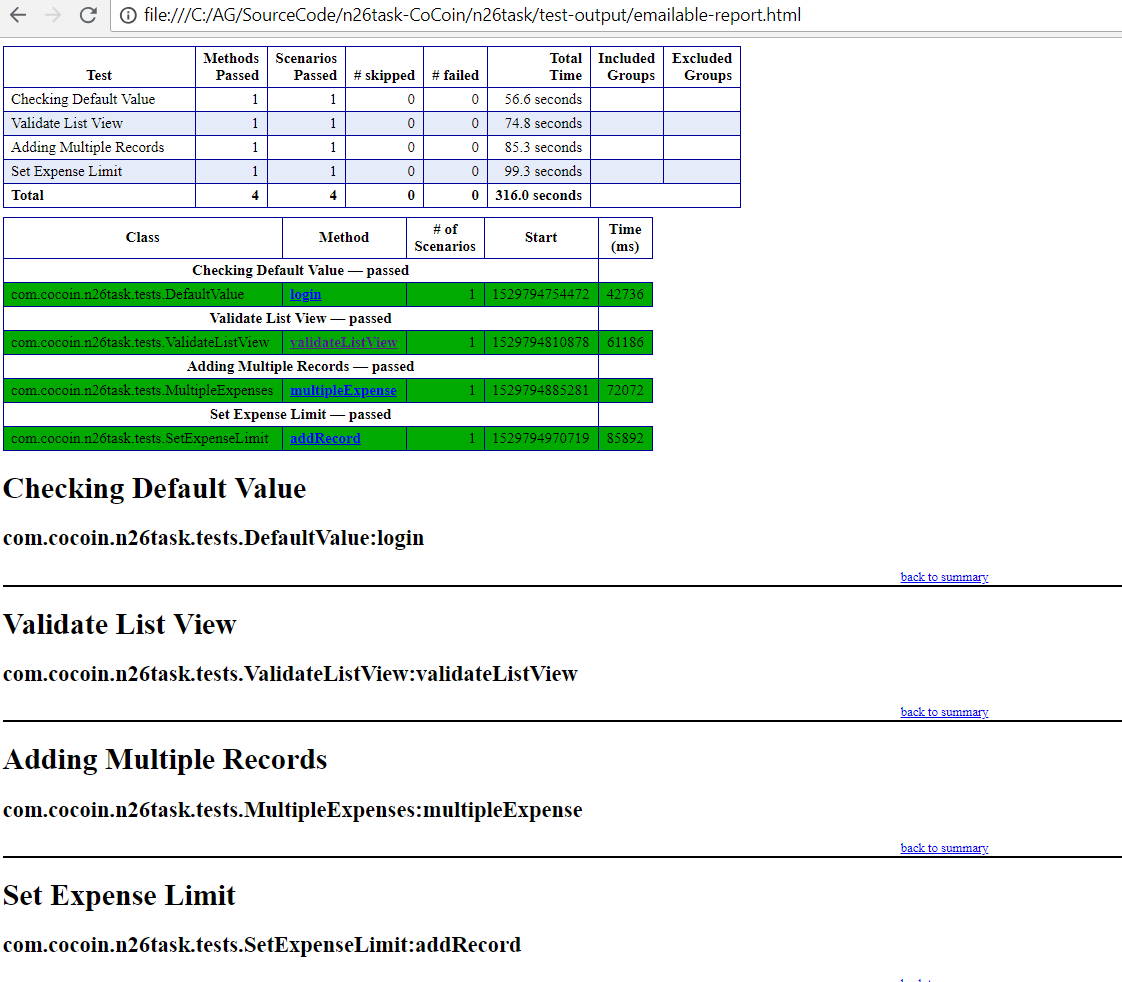 file:///C:/AG/SourceCode/n26task-CoCoin/n26task/test-output/emailable-report.html
Test Methods Passed Scenarios Passed # skipped # failed Total Time Included Groups Excluded Groups
Checking Default Value 1 1 0 0 56.6 seconds
Validate List View 1 1 0 0 74.8 seconds
Adding Multiple Records 1 1 0 0 85.3 seconds
Set Expense Limit 1 1 0 0 99.3 seconds
Total 4 4 0 0 316.0 seconds
Class Method # of Scenarios Start Time (ms)
Checking Default Value — passed
com.cocoin.n26task.tests.DefaultValue login 1 1529794754472 42736
Validate List View — passed
com.cocoin.n26task.tests.ValidateListView validateListView 1 1529794810878 61186
Adding Multiple Records — passed
com.cocoin.n26task.tests.MultipleExpenses multipleExpense 1 1529794885281 72072
Set Expense Limit — passed
com.cocoin.n26task.tests.SetExpenseLimit addRecord 1 1529794970719 85892
Checking Default Value
com.cocoin.n26task.tests.DefaultValue:login
back to summary
Validate List View
com.cocoin.n26task.tests.ValidateListView:validateListView
back to summary
Adding Multiple Records
com.cocoin.n26task.tests.MultipleExpenses:multipleExpense
back to summary
Set Expense Limit
com.cocoin.n26task.tests.SetExpenseLimit:addRecord